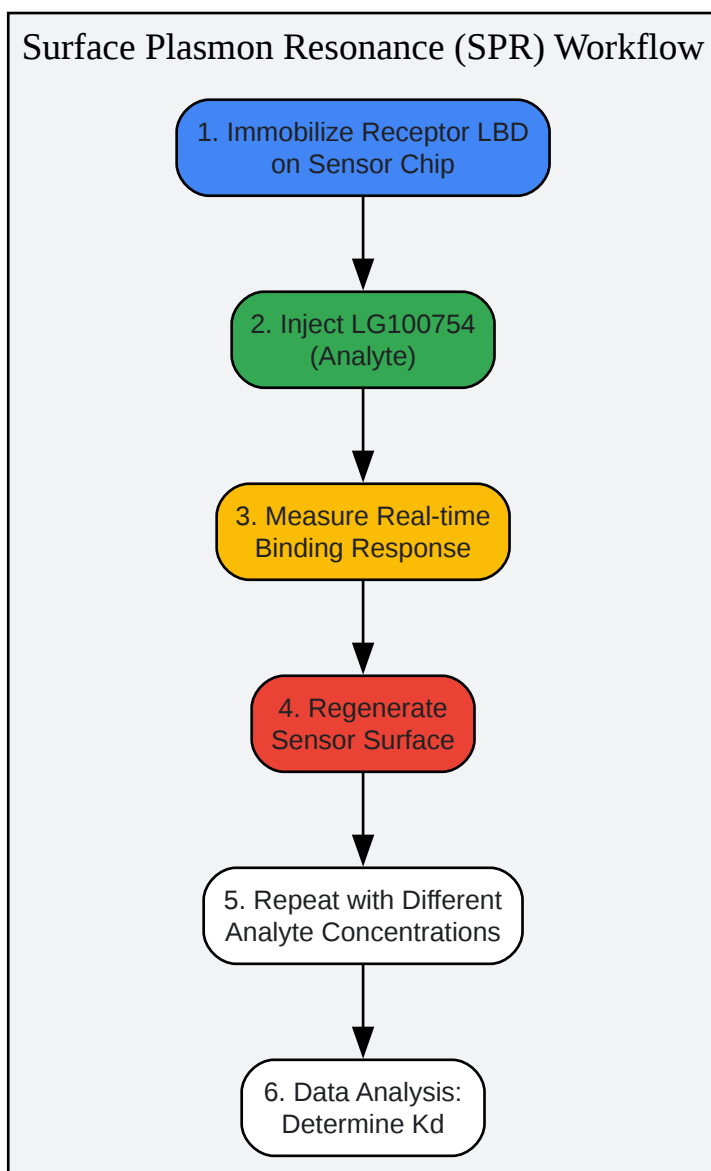 Surface Plasmon Resonance (SPR) Workflow
1. Immobilize Receptor LBD
on Sensor Chip
2. Inject LG100754
(Analyte)
3. Measure Real-time
Binding Response
4. Regenerate
Sensor Surface
5. Repeat with Different
Analyte Concentrations
6. Data Analysis:
Determine Kd